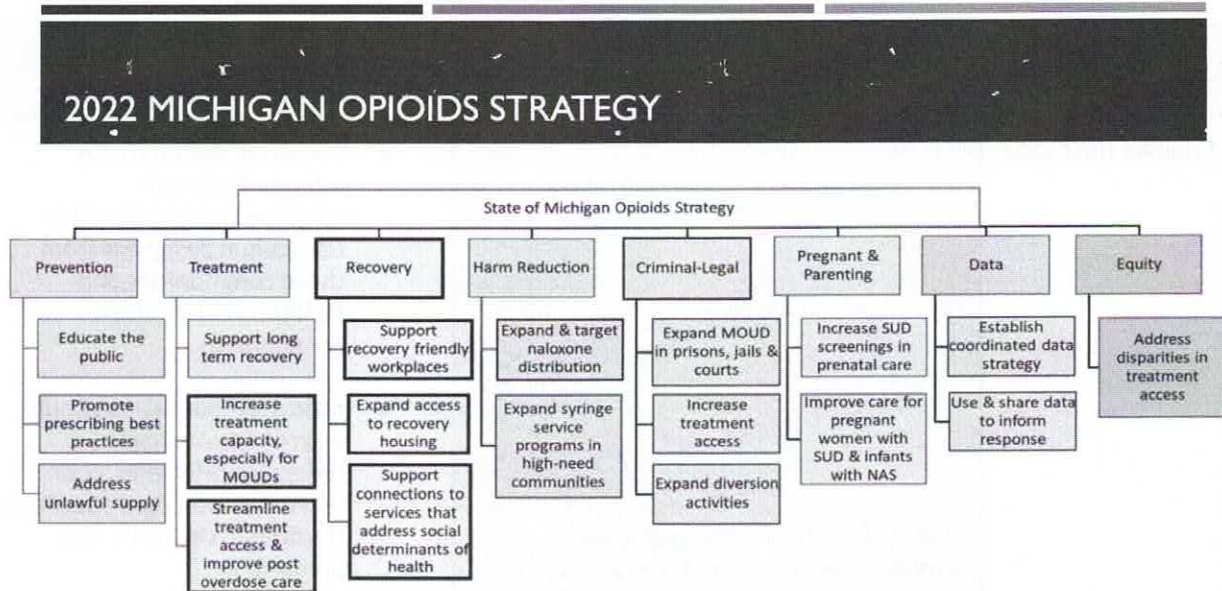 2022 MICHIGAN OPIOIDS STRATEGY
State of Michigan Opioids Strategy
Prevention
Educate the
public
Promote
prescribing best
practices
Address
unlawful supply
Treatment
Support long
term recovery
Increase
treatment
capacity,
especially for
MOUDs
Streamline
treatment
access &
improve post
overdose care
Recovery
Support
recovery friendly
workplaces
Expand access
to recovery
housing
Support
connections to
services that
address social
determinants of
health
Harm Reduction
Expand & target
naloxone
distribution
Expand syringe
service
programs in
high-need
communities
Criminal-Legal
Expand MOUD
in prisons, jails &
courts
Increase
treatment
access
Expand diversion
activities
Pregnant &
Parenting
Increase SUD
screenings in
prenatal care
Improve care for
pregnant
women with
SUD & infants
with NAS
Data
Establish
coordinated data
strategy
Use & share data
to inform
response
Equity
Address
disparities in
treatment
access